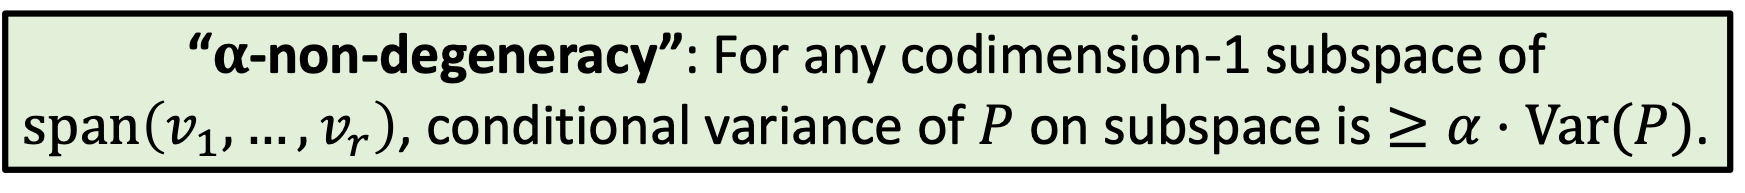 “α-non-degeneracy”: For any codimension-1 subspace of
span(𝑣₁, … , 𝑣ᵣ), conditional variance of 𝑃 on subspace is ≥ 𝛼 ⋅ Var(𝑃).